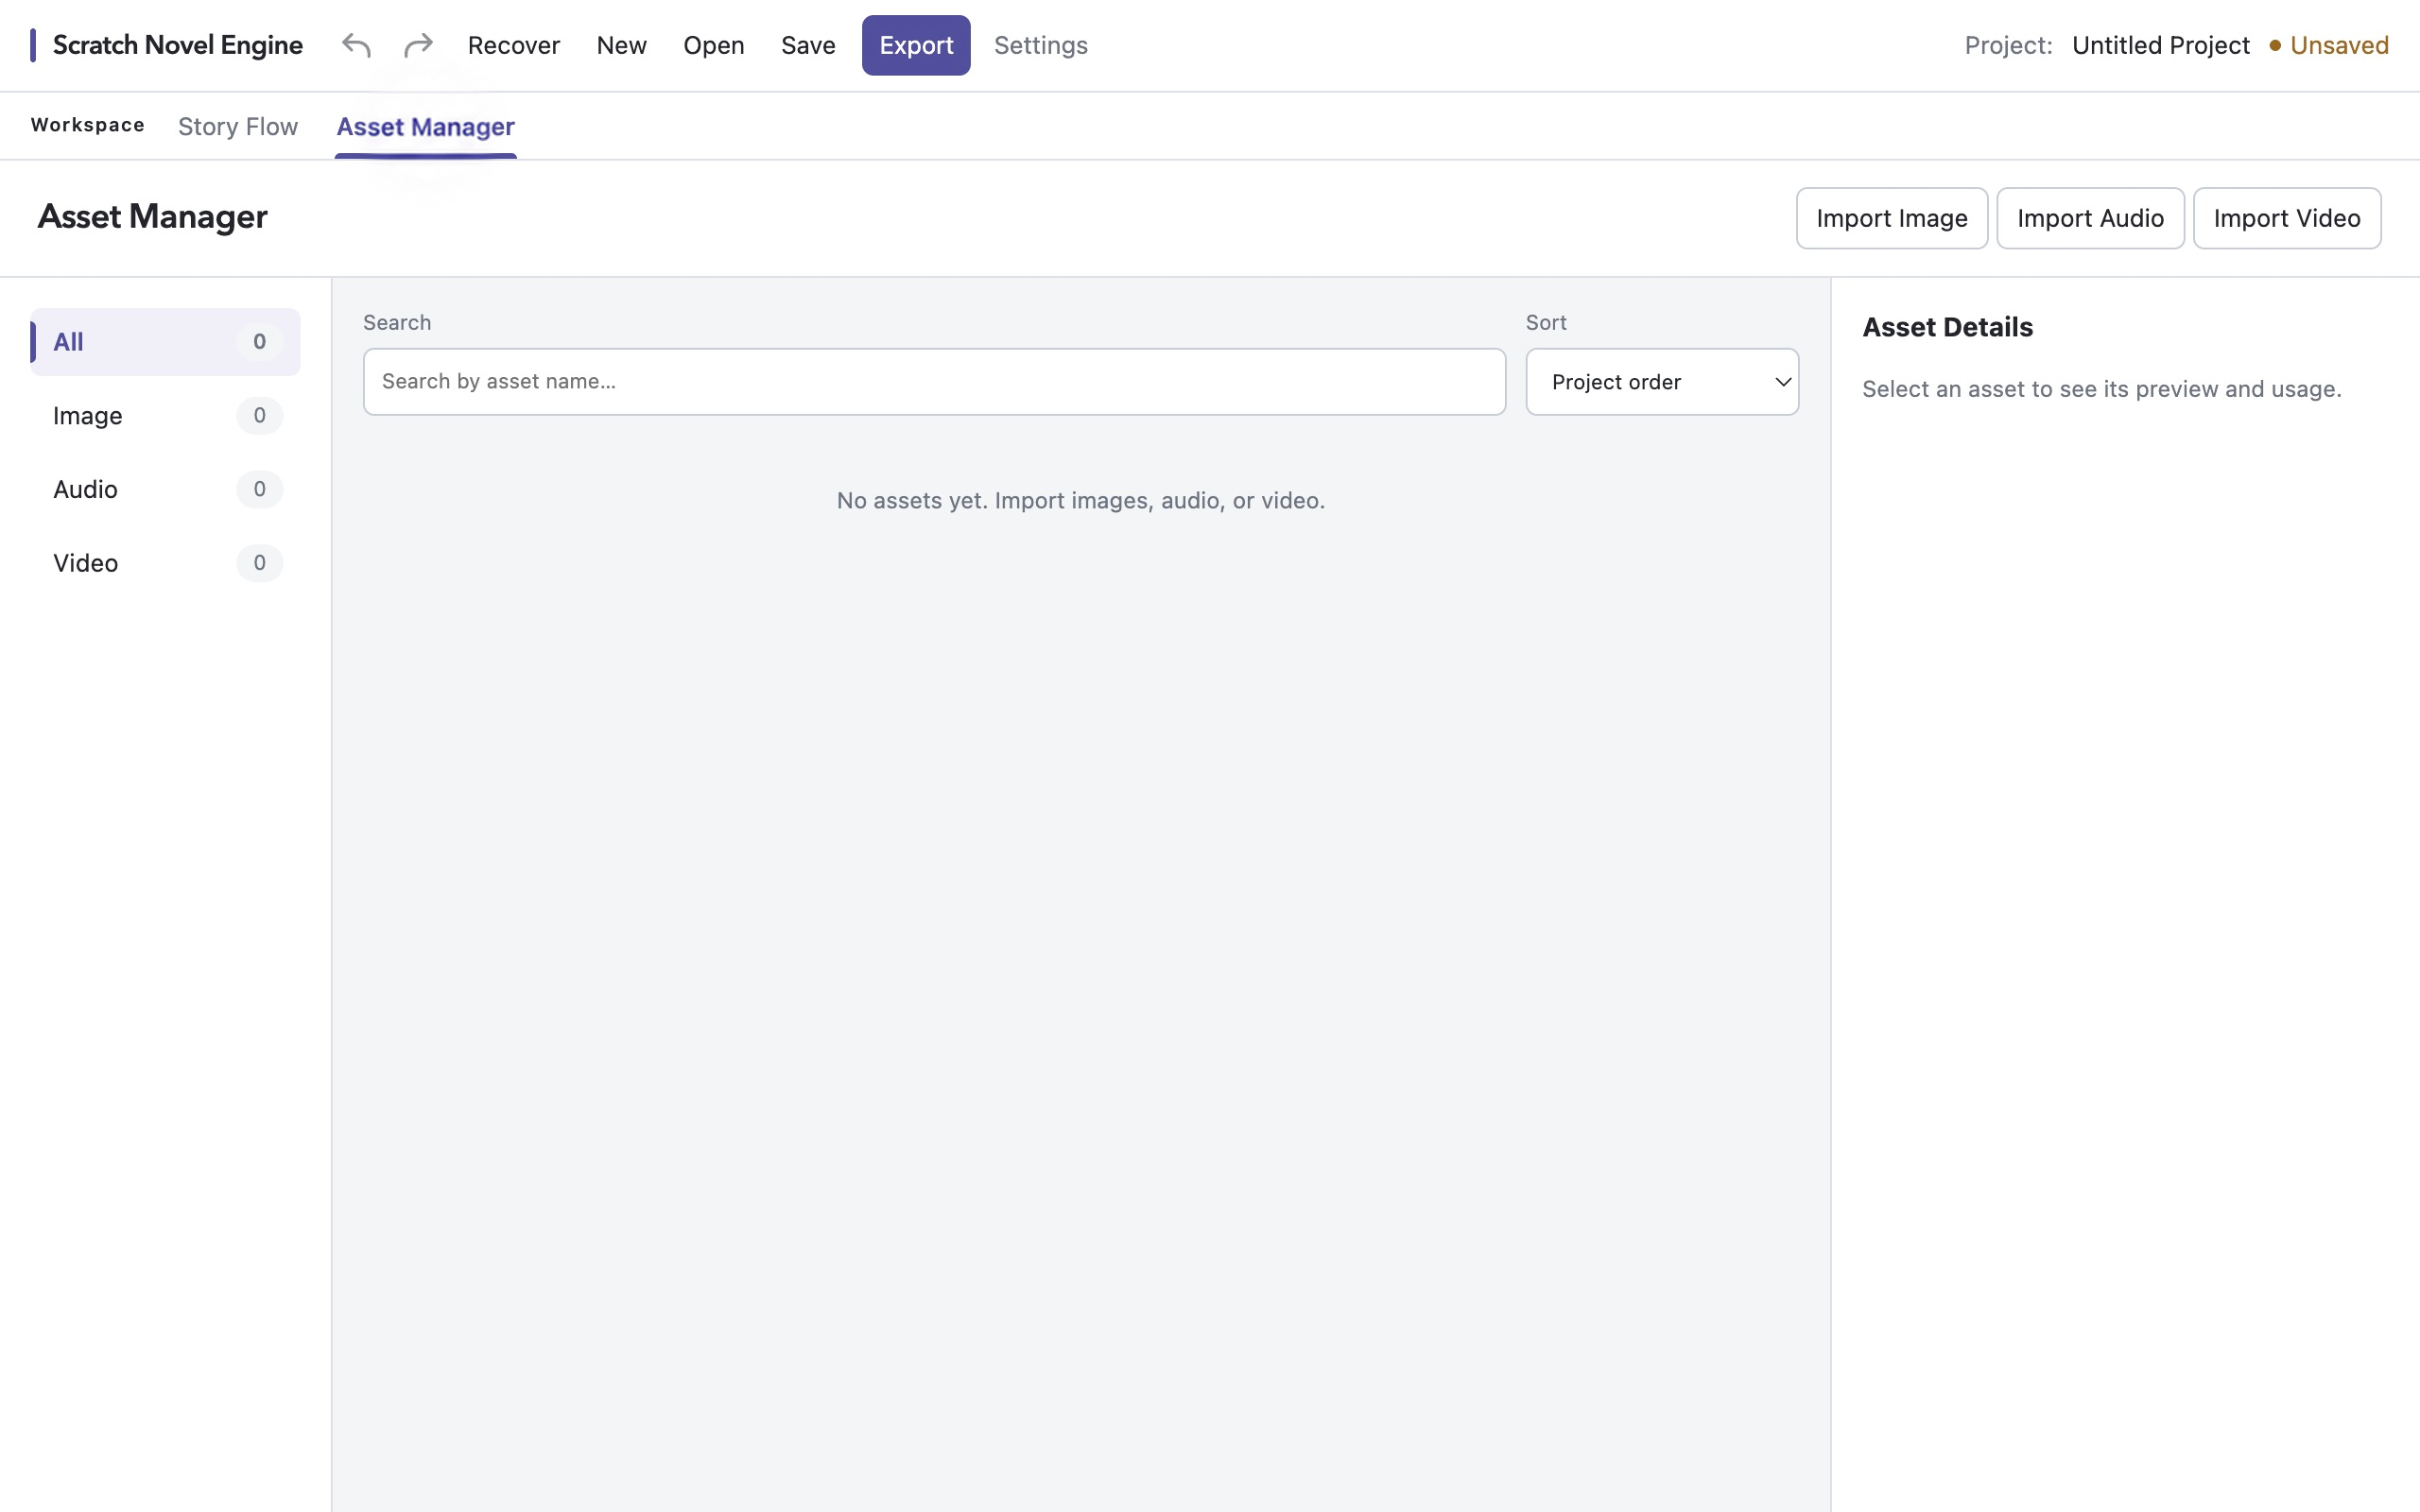 Scratch Novel Engine Recover New Open Save Export Settings Project: Untitled Project Unsaved
Workspace Story Flow Asset Manager
Asset Manager Import Image Import Audio Import Video
All 0
Image 0
Audio 0
Video 0
Search Sort
Search by asset name... Project order
No assets yet. Import images, audio, or video.
Asset Details
Select an asset to see its preview and usage.